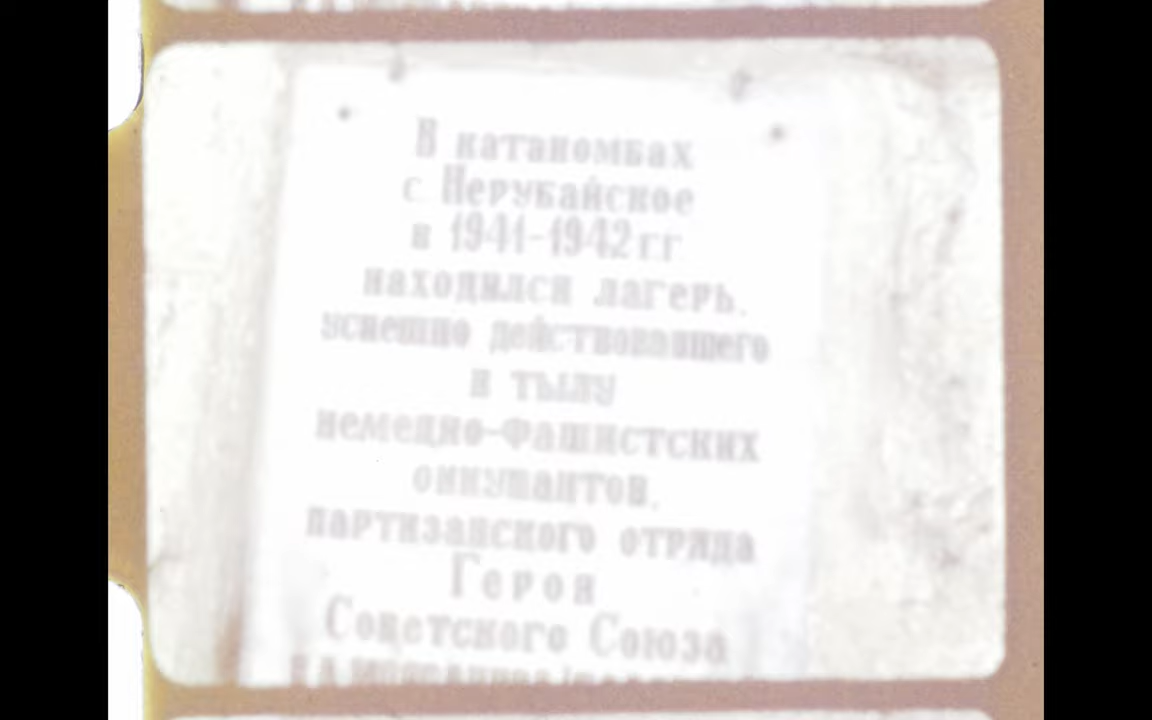 В катакомбах
с. Нерубайское
в 1941-1942 г.г.
находился лагерь,
успешно действовавшего
в тылу
немецко-фашистских
оккупантов,
партизанского отряда
Героя
Советского Союза